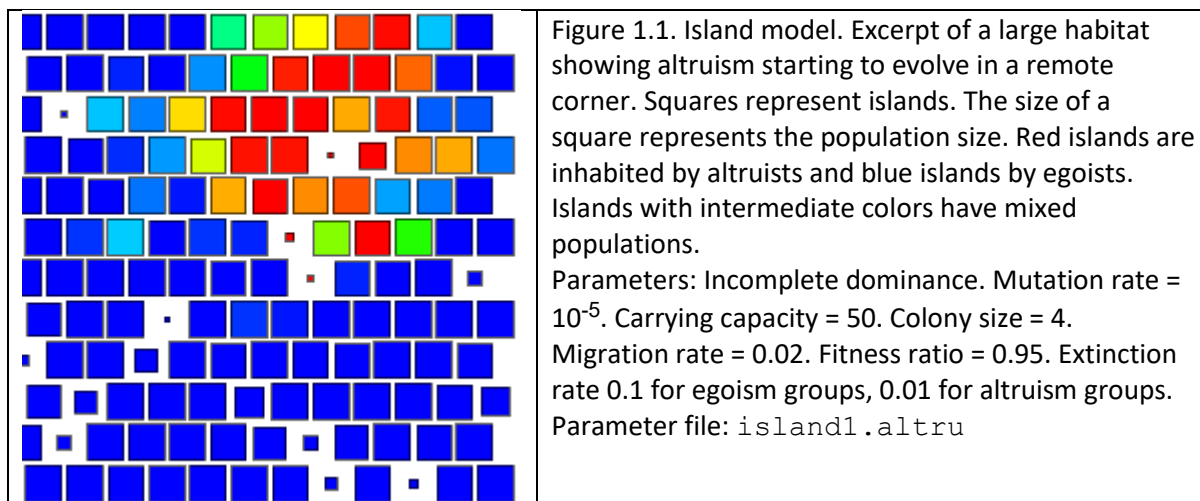 Figure 1.1. Island model. Excerpt of a large habitat
showing altruism starting to evolve in a remote
corner. Squares represent islands. The size of a
square represents the population size. Red islands are
inhabited by altruists and blue islands by egoists.
Islands with intermediate colors have mixed
populations.
Parameters: Incomplete dominance. Mutation rate =
10⁻⁵. Carrying capacity = 50. Colony size = 4.
Migration rate = 0.02. Fitness ratio = 0.95. Extinction
rate 0.1 for egoism groups, 0.01 for altruism groups.
Parameter file: island1.altru